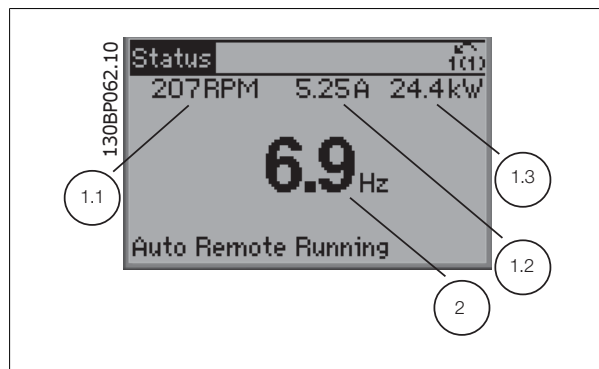 130BP062.10
Status
1(1)
207RPM 5.25A 24.4kW
1.1
6.9Hz
1.3
1.2
Auto Remote Running
2